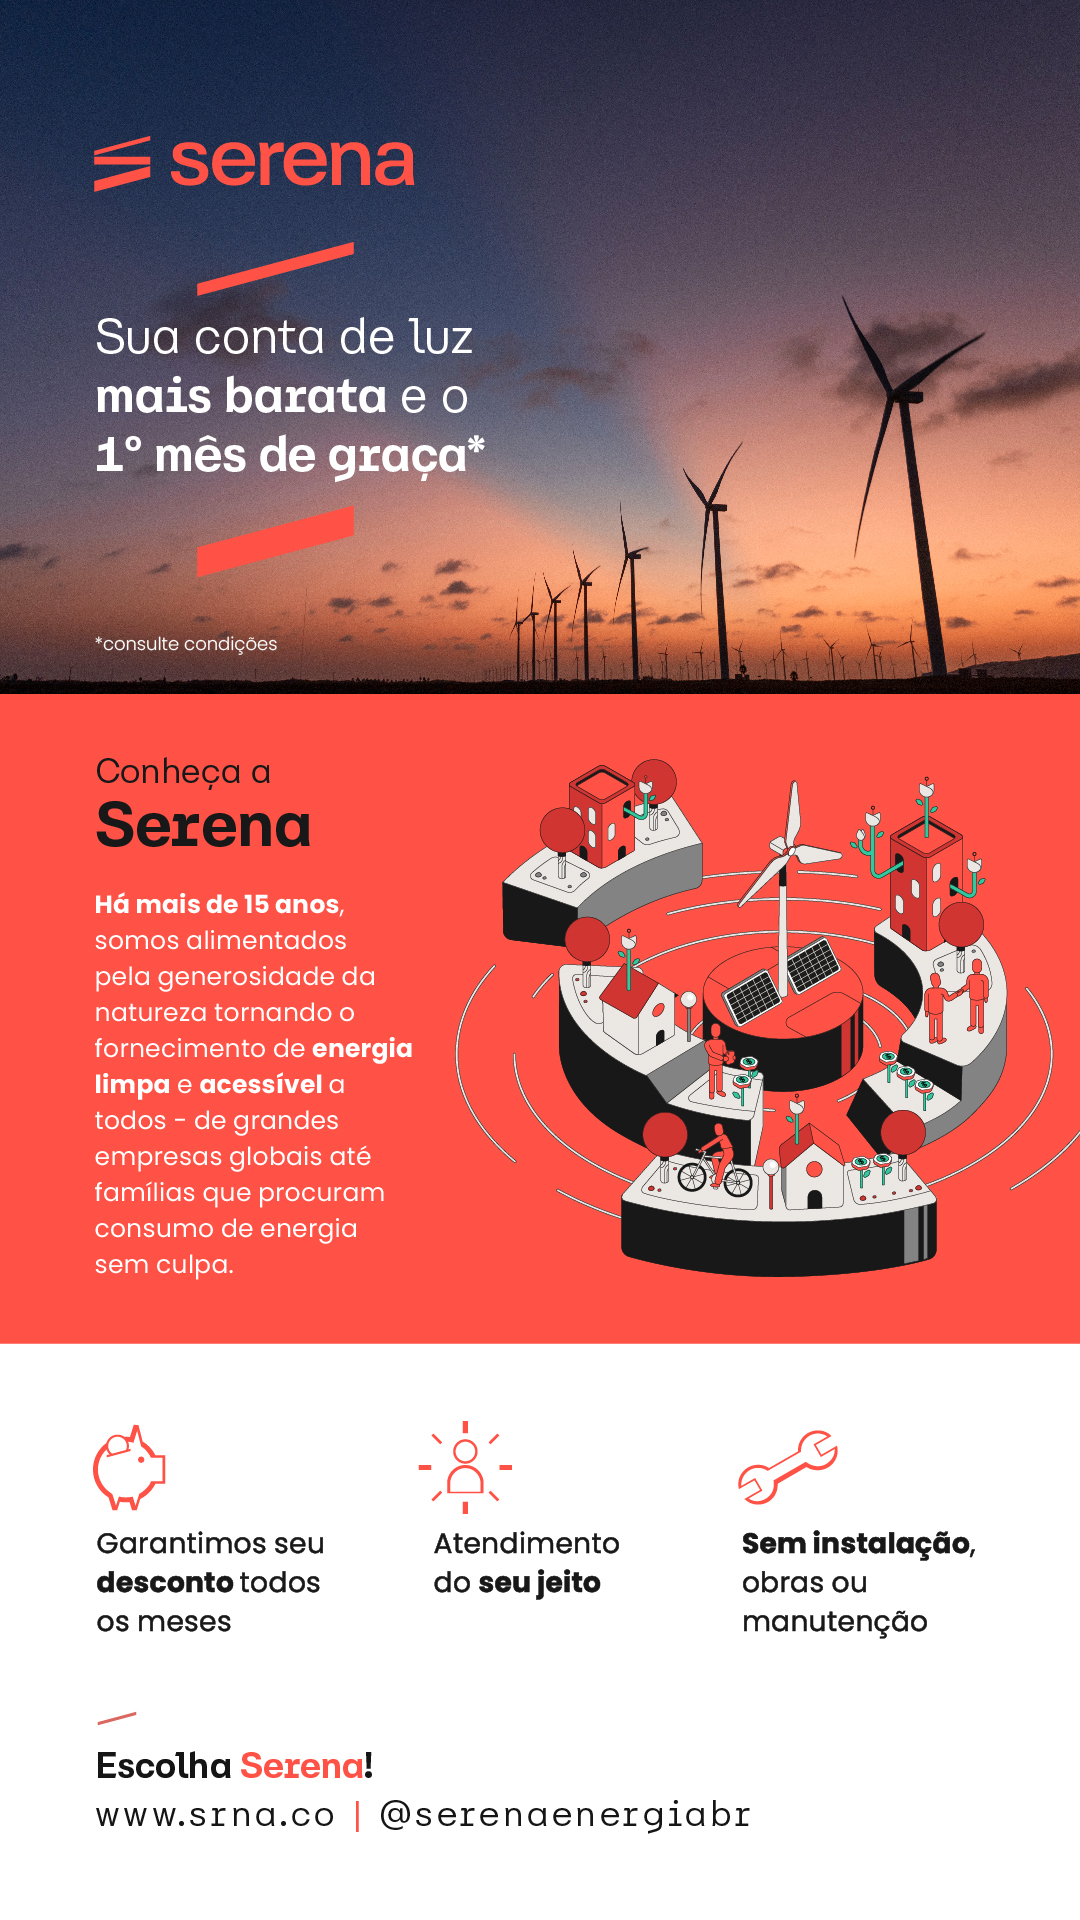 serena
Sua conta de luz
mais barata e o
1º mês de graça*
*consulte condições
Conheça a
Serena
Há mais de 15 anos,
somos alimentados
pela generosidade da
natureza tornando o
fornecimento de energia
limpa e acessível a
todos - de grandes
empresas globais até
famílias que procuram
consumo de energia
sem culpa.
Garantimos seu
desconto todos
os meses
Atendimento
do seu jeito
Sem instalação,
obras ou
manutenção
Escolha Serena!
www.srna.co | @serenaenergiabr